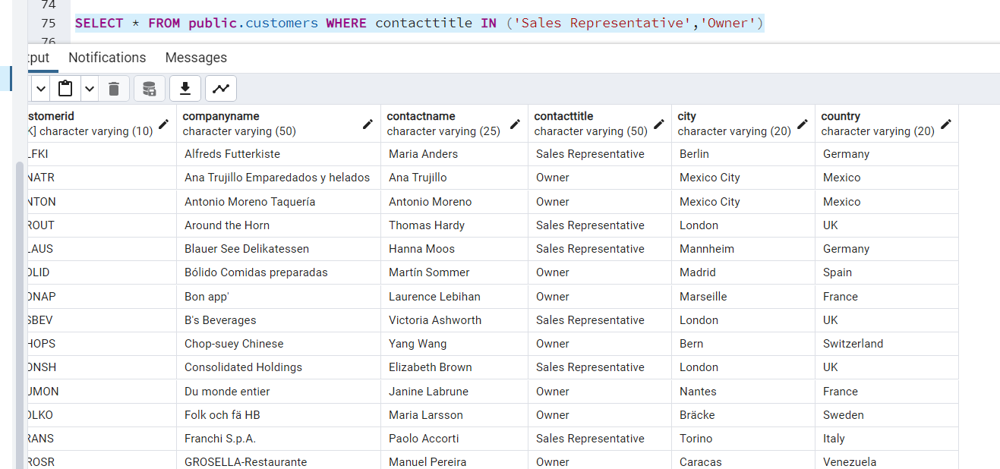 74
75 SELECT * FROM public.customers WHERE contacttitle IN ('Sales Representative','Owner')
76
tput Notifications Messages
stomerid companyname contactname contacttitle city country
K] character varying (10) character varying (50) character varying (25) character varying (50) character varying (20) character varying (20)
LFKI Alfreds Futterkiste Maria Anders Sales Representative Berlin Germany
NATR Ana Trujillo Emparedados y helados Ana Trujillo Owner Mexico City Mexico
NTON Antonio Moreno Taquería Antonio Moreno Owner Mexico City Mexico
ROUT Around the Horn Thomas Hardy Sales Representative London UK
LAUS Blauer See Delikatessen Hanna Moos Sales Representative Mannheim Germany
OLID Bólido Comidas preparadas Martín Sommer Owner Madrid Spain
ONAP Bon app' Laurence Lebihan Owner Marseille France
SBEV B's Beverages Victoria Ashworth Sales Representative London UK
HOPS Chop-suey Chinese Yang Wang Owner Bern Switzerland
ONSH Consolidated Holdings Elizabeth Brown Sales Representative London UK
UMON Du monde entier Janine Labrune Owner Nantes France
OLKO Folk och fä HB Maria Larsson Owner Bräcke Sweden
RANS Franchi S.p.A. Paolo Accorti Sales Representative Torino Italy
ROSR GROSELLA-Restaurante Manuel Pereira Owner Caracas Venezuela